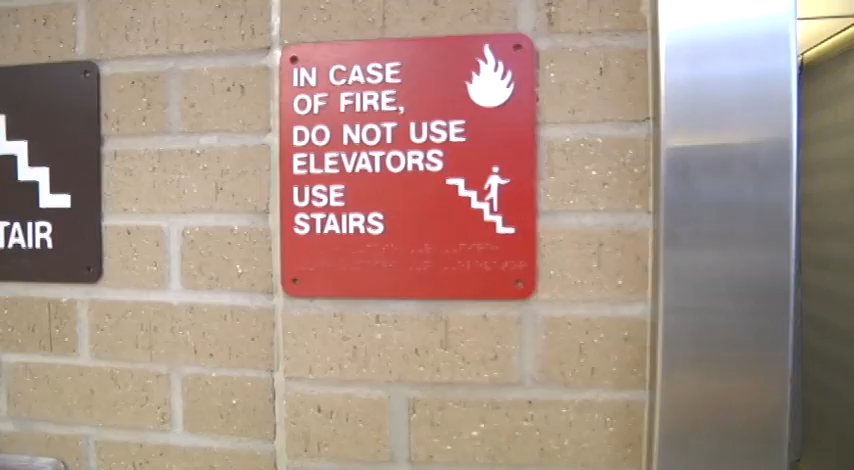 IN CASE
OF FIRE,
DO NOT USE
ELEVATORS
USE
STAIRS
TAIR